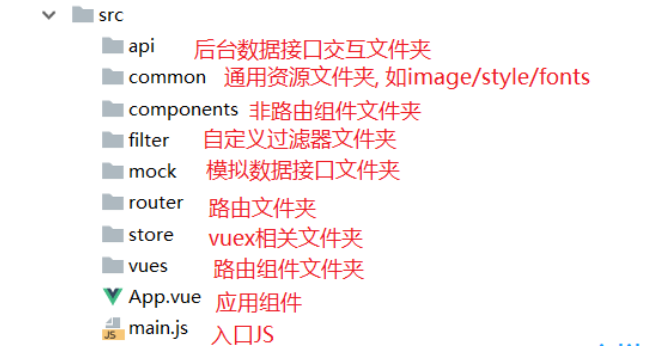 src
api 后台数据接口交互文件夹
common 通用资源文件夹, 如image/style/fonts
components 非路由组件文件夹
filter 自定义过滤器文件夹
mock 模拟数据接口文件夹
router 路由文件夹
store vuex相关文件夹
vues 路由组件文件夹
App.vue 应用组件
JS main.js 入口JS